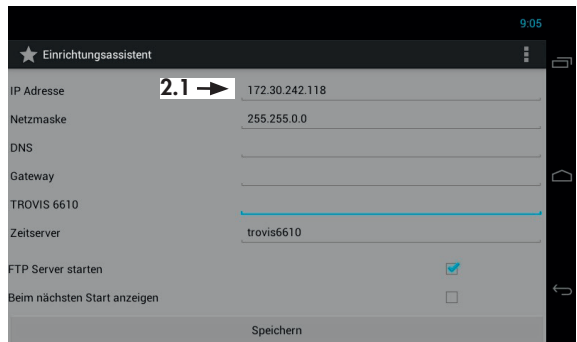 9:05
Einrichtungsassistent
IP Adresse 2.1 → 172.30.242.118
Netzmaske 255.255.0.0
DNS
Gateway
TROVIS 6610
Zeitserver trovis6610
FTP Server starten
Beim nächsten Start anzeigen
Speichern